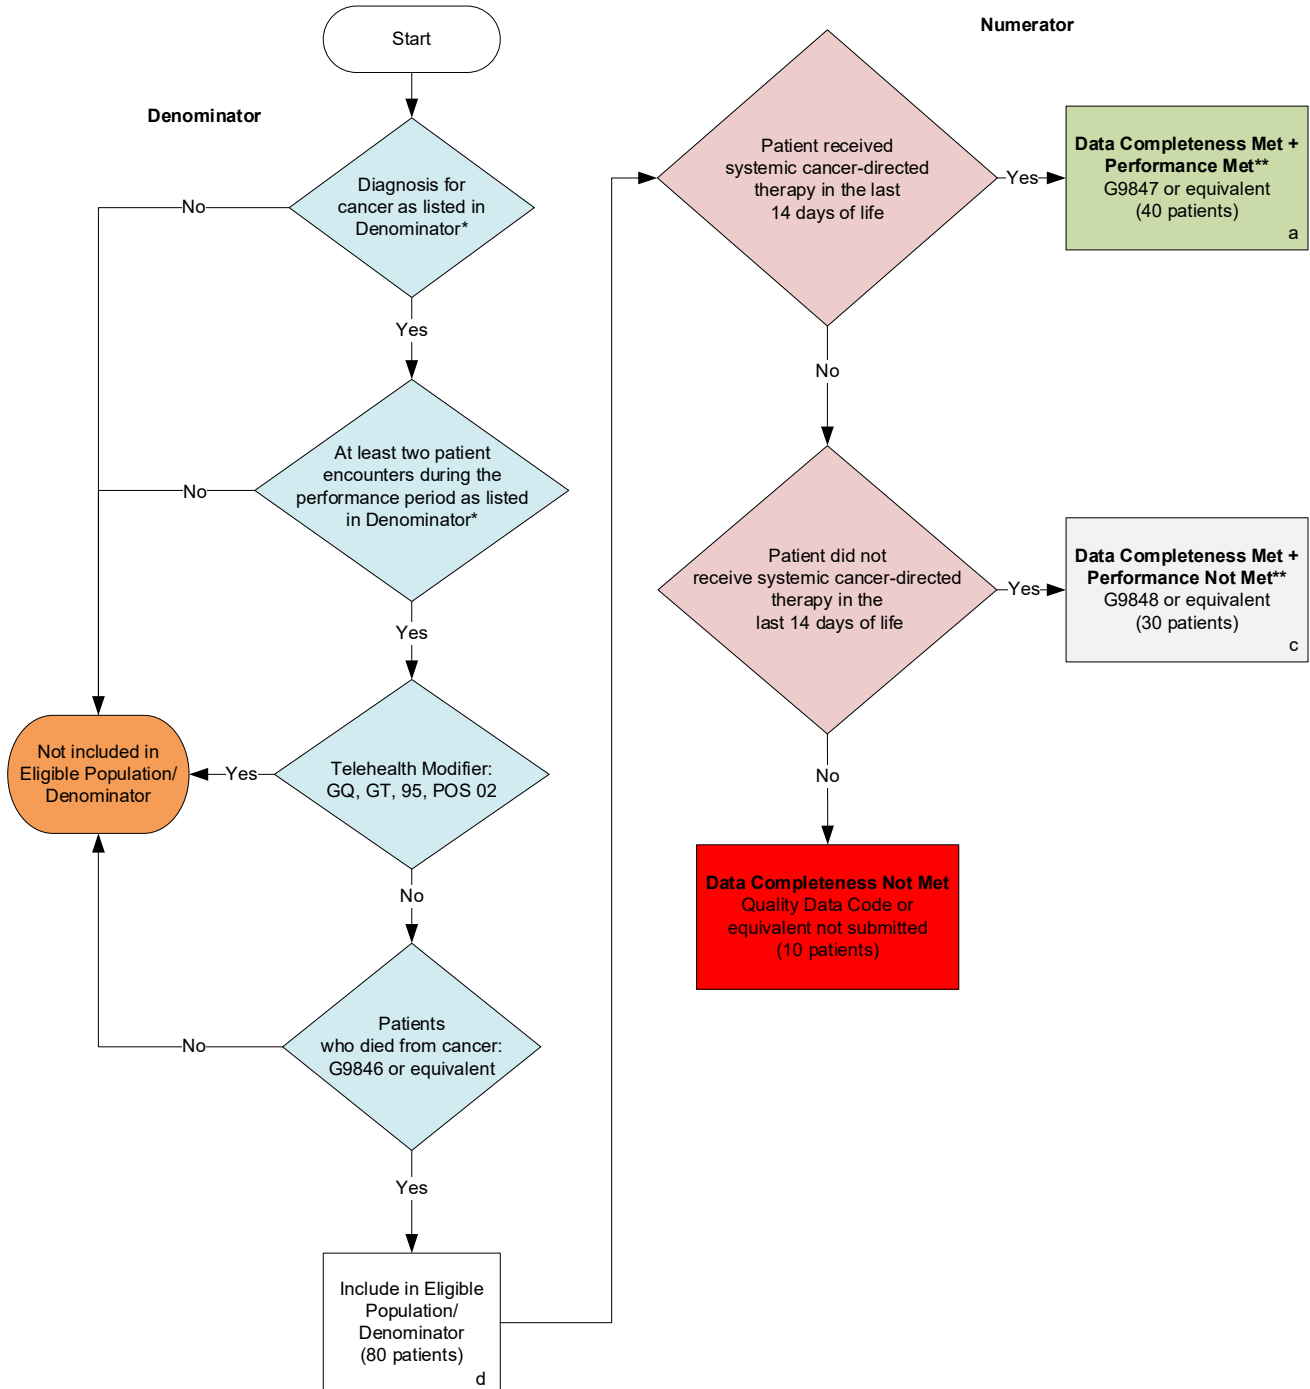 Start
Denominator
Diagnosis for
cancer as listed in
Denominator*
No
Yes
At least two patient
encounters during the
performance period as listed
in Denominator*
No
Yes
Telehealth Modifier:
GQ, GT, 95, POS 02
Yes
Not included in
Eligible Population/
Denominator
No
Patients
who died from cancer:
G9846 or equivalent
No
Yes
Include in Eligible
Population/
Denominator
(80 patients)
d
Numerator
Patient received
systemic cancer-directed
therapy in the last
14 days of life
Yes
Data Completeness Met +
Performance Met**
G9847 or equivalent
(40 patients)
a
No
Patient did not
receive systemic cancer-directed
therapy in the
last 14 days of life
Yes
Data Completeness Met +
Performance Not Met**
G9848 or equivalent
(30 patients)
c
No
Data Completeness Not Met
Quality Data Code or
equivalent not submitted
(10 patients)